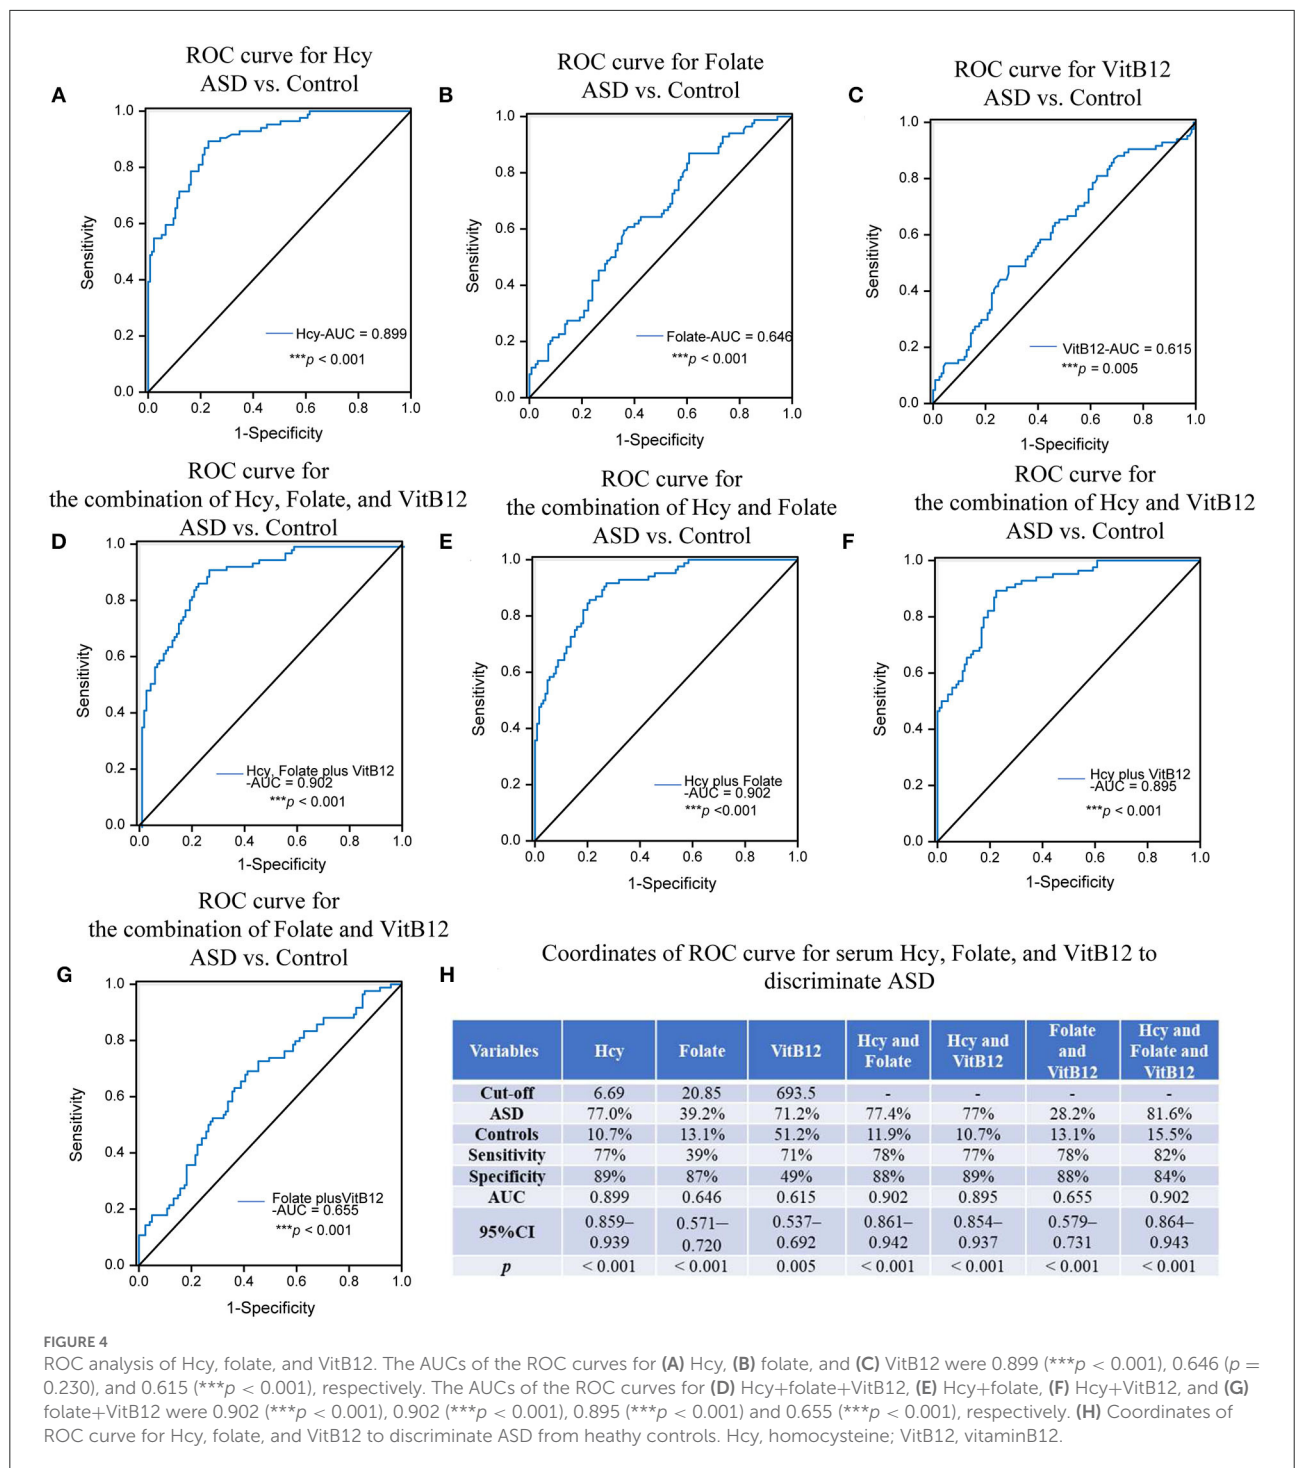 ROC curve for Hcy
ASD vs. Control
A
1.0
0.8
0.6
0.4
0.2
0.0
Sensitivity
Hcy-AUC = 0.899
***p < 0.001
0.0 0.2 0.4 0.6 0.8 1.0
1-Specificity
ROC curve for Folate
ASD vs. Control
B
1.0
0.8
0.6
0.4
0.2
0.0
Sensitivity
Folate-AUC = 0.646
***p < 0.001
0.0 0.2 0.4 0.6 0.8 1.0
1-Specificity
ROC curve for VitB12
ASD vs. Control
C
1.0
0.8
0.6
0.4
0.2
0.0
Sensitivity
VitB12-AUC = 0.615
***p = 0.005
0.0 0.2 0.4 0.6 0.8 1.0
1-Specificity
ROC curve for
the combination of Hcy, Folate, and VitB12
ASD vs. Control
D
1.0
0.8
0.6
0.4
0.2
0.0
Sensitivity
Hcy, Folate plus VitB12
-AUC = 0.902
***p < 0.001
0.0 0.2 0.4 0.6 0.8 1.0
1-Specificity
ROC curve for
the combination of Hcy and Folate
ASD vs. Control
E
1.0
0.8
0.6
0.4
0.2
0.0
Sensitivity
Hcy plus Folate
-AUC = 0.902
***p <0.001
0.0 0.2 0.4 0.6 0.8 1.0
1-Specificity
ROC curve for
the combination of Hcy and VitB12
ASD vs. Control
F
1.0
0.8
0.6
0.4
0.2
0.0
Sensitivity
Hcy plus VitB12
-AUC = 0.895
***p < 0.001
0.0 0.2 0.4 0.6 0.8 1.0
1-Specificity
ROC curve for
the combination of Folate and VitB12
ASD vs. Control
G
1.0
0.8
0.6
0.4
0.2
0.0
Sensitivity
Folate plusVitB12
-AUC = 0.655
***p < 0.001
0.0 0.2 0.4 0.6 0.8 1.0
1-Specificity
H
Coordinates of ROC curve for serum Hcy, Folate, and VitB12 to
discriminate ASD
Variables Hcy Folate VitB12 Hcy and Folate Hcy and VitB12 Folate and VitB12 Hcy and Folate and VitB12
Cut-off 6.69 20.85 693.5 - - - -
ASD 77.0% 39.2% 71.2% 77.4% 77% 28.2% 81.6%
Controls 10.7% 13.1% 51.2% 11.9% 10.7% 13.1% 15.5%
Sensitivity 77% 39% 71% 78% 77% 78% 82%
Specificity 89% 87% 49% 88% 89% 88% 84%
AUC 0.899 0.646 0.615 0.902 0.895 0.655 0.902
95%CI 0.859–0.939 0.571–0.720 0.537–0.692 0.861–0.942 0.854–0.937 0.579–0.731 0.864–0.943
p < 0.001 < 0.001 0.005 < 0.001 < 0.001 < 0.001 < 0.001
FIGURE 4
ROC analysis of Hcy, folate, and VitB12. The AUCs of the ROC curves for (A) Hcy, (B) folate, and (C) VitB12 were 0.899 (***p < 0.001), 0.646 (p =
0.230), and 0.615 (***p < 0.001), respectively. The AUCs of the ROC curves for (D) Hcy+folate+VitB12, (E) Hcy+folate, (F) Hcy+VitB12, and (G)
folate+VitB12 were 0.902 (***p < 0.001), 0.902 (***p < 0.001), 0.895 (***p < 0.001) and 0.655 (***p < 0.001), respectively. (H) Coordinates of
ROC curve for Hcy, folate, and VitB12 to discriminate ASD from heathy controls. Hcy, homocysteine; VitB12, vitaminB12.